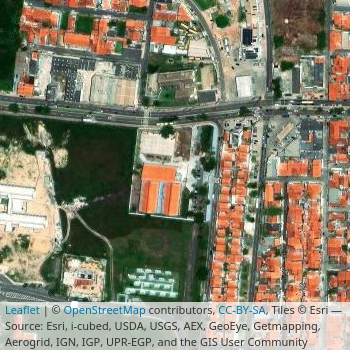 Leaflet | © OpenStreetMap contributors, CC-BY-SA, Tiles © Esri —
Source: Esri, i-cubed, USDA, USGS, AEX, GeoEye, Getmapping,
Aerogrid, IGN, IGP, UPR-EGP, and the GIS User Community